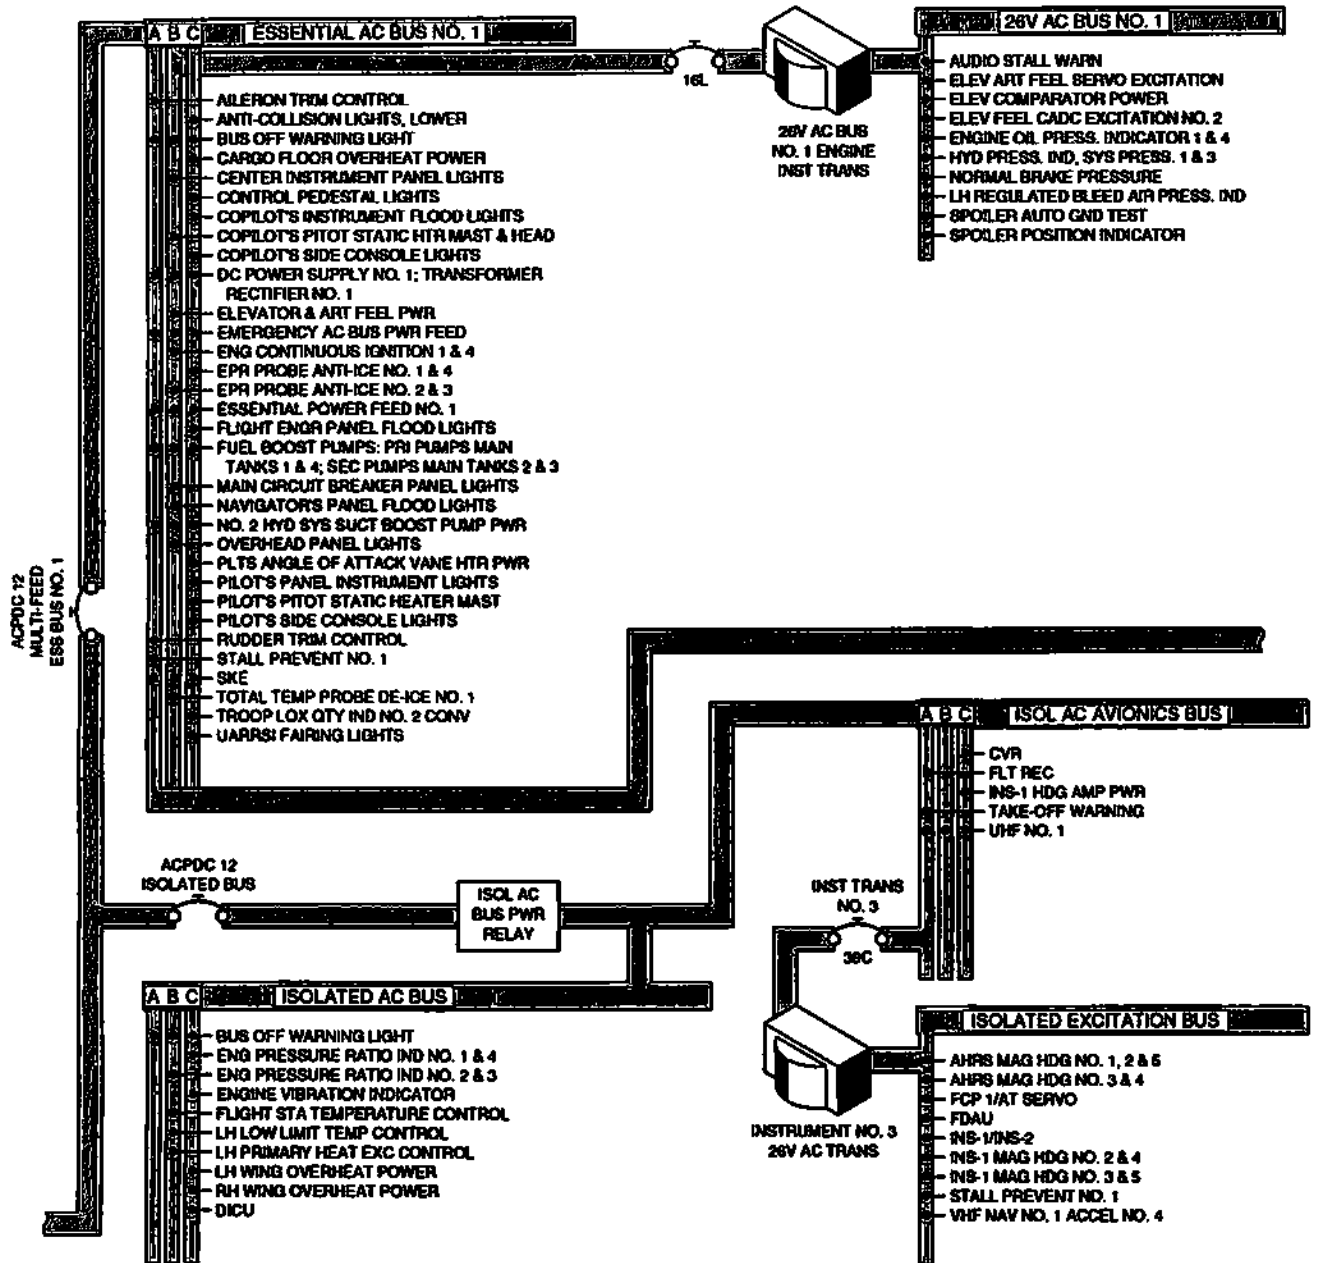 A B C ESSENTIAL AC BUS NO. 1
AILERON TRIM CONTROL
ANTI-COLLISION LIGHTS, LOWER
BUS OFF WARNING LIGHT
CARGO FLOOR OVERHEAT POWER
CENTER INSTRUMENT PANEL LIGHTS
CONTROL PEDESTAL LIGHTS
COPILOT'S INSTRUMENT FLOOD LIGHTS
COPILOT'S PITOT STATIC HTR MAST & HEAD
COPILOT'S SIDE CONSOLE LIGHTS
DC POWER SUPPLY NO. 1; TRANSFORMER
RECTIFIER NO. 1
ELEVATOR & ART FEEL PWR
EMERGENCY AC BUS PWR FEED
ENG CONTINUOUS IGNITION 1 & 4
EPR PROBE ANTI-ICE NO. 1 & 4
EPR PROBE ANTI-ICE NO. 2 & 3
ESSENTIAL POWER FEED NO. 1
FLIGHT ENGR PANEL FLOOD LIGHTS
FUEL BOOST PUMPS: PRI PUMPS MAIN
TANKS 1 & 4; SEC PUMPS MAIN TANKS 2 & 3
MAIN CIRCUIT BREAKER PANEL LIGHTS
NAVIGATOR'S PANEL FLOOD LIGHTS
NO. 2 HYD SYS SUCT BOOST PUMP PWR
OVERHEAD PANEL LIGHTS
PLTS ANGLE OF ATTACK VANE HTR PWR
PILOT'S PANEL INSTRUMENT LIGHTS
PILOT'S PITOT STATIC HEATER MAST
PILOT'S SIDE CONSOLE LIGHTS
RUDDER TRIM CONTROL
STALL PREVENT NO. 1
SKE
TOTAL TEMP PROBE DE-ICE NO. 1
TROOP LOX QTY IND NO. 2 CONV
UARRSI FAIRING LIGHTS
16L
26V AC BUS
NO. 1 ENGINE
INST TRANS
26V AC BUS NO. 1
AUDIO STALL WARN
ELEV ART FEEL SERVO EXCITATION
ELEV COMPARATOR POWER
ELEV FEEL CADC EXCITATION NO. 2
ENGINE OIL PRESS. INDICATOR 1 & 4
HYD PRESS. IND, SYS PRESS. 1 & 3
NORMAL BRAKE PRESSURE
LH REGULATED BLEED AIR PRESS. IND
SPOILER AUTO GND TEST
SPOILER POSITION INDICATOR
ACPDC 12
MULTI-FEED
ESS BUS NO. 1
A B C ISOL AC AVIONICS BUS
CVR
FLT REC
INS-1 HDG AMP PWR
TAKE-OFF WARNING
UHF NO. 1
ACPDC 12
ISOLATED BUS
ISOL AC
BUS PWR
RELAY
INST TRANS
NO. 3
A B C ISOLATED AC BUS
BUS OFF WARNING LIGHT
ENG PRESSURE RATIO IND NO. 1 & 4
ENG PRESSURE RATIO IND NO. 2 & 3
ENGINE VIBRATION INDICATOR
FLIGHT STA TEMPERATURE CONTROL
LH LOW LIMIT TEMP CONTROL
LH PRIMARY HEAT EXC CONTROL
LH WING OVERHEAT POWER
RH WING OVERHEAT POWER
DICU
INSTRUMENT NO. 3
26V AC TRANS
ISOLATED EXCITATION BUS
AHRS MAG HDG NO. 1, 2 & 5
AHRS MAG HDG NO. 3 & 4
FCP 1/AT SERVO
FDAU
INS-1/INS-2
INS-1 MAG HDG NO. 2 & 4
INS-1 MAG HDG NO. 3 & 5
STALL PREVENT NO. 1
VHF NAV NO. 1 ACCEL NO. 4